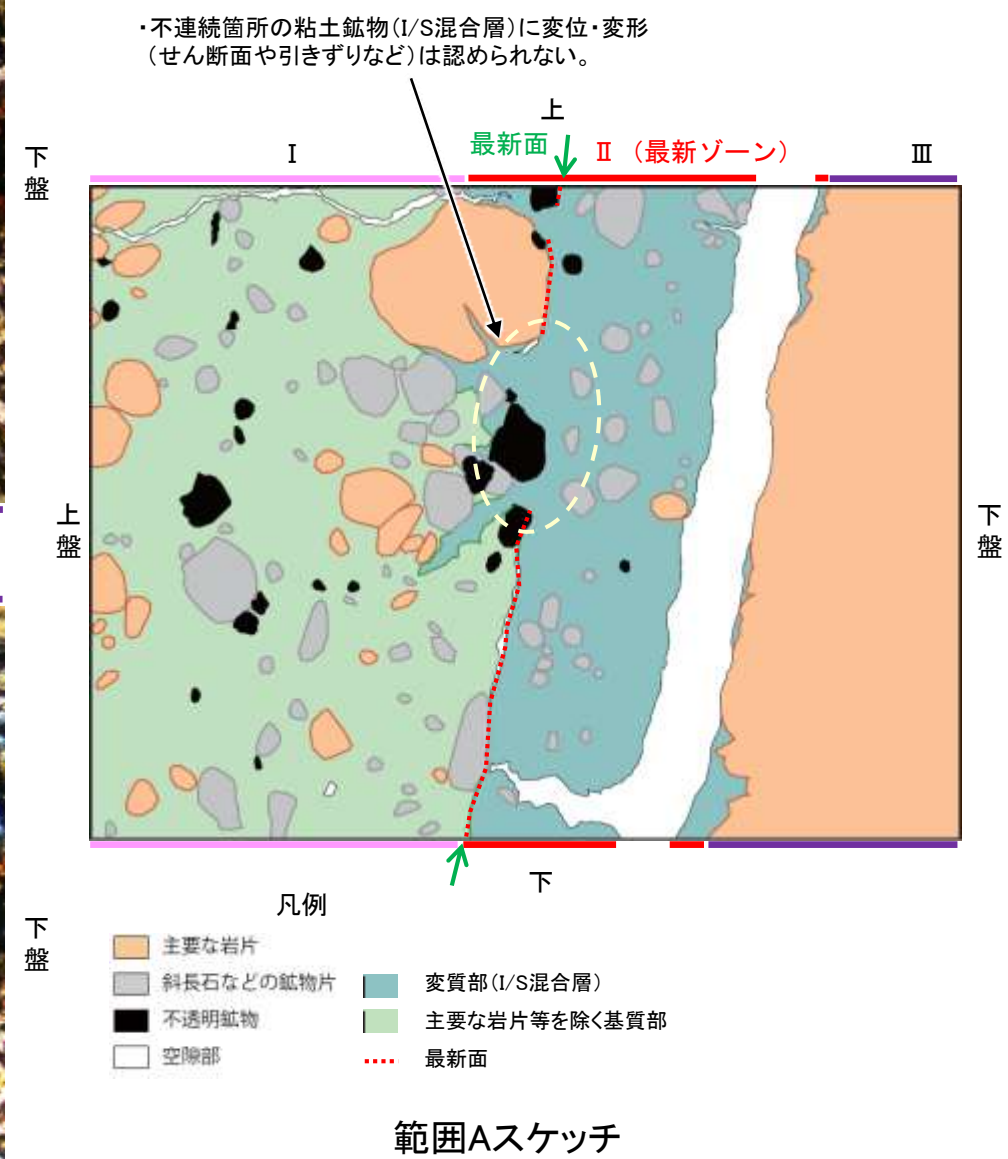 ・不連続箇所の粘土鉱物(I/S混合層)に変位・変形
(せん断面や引きずりなど)は認められない。
上
下盤
Ⅰ
最新面
Ⅱ （最新ゾーン）
Ⅲ
上盤
下盤
下
下盤
凡例
主要な岩片
斜長石などの鉱物片
変質部(I/S混合層)
不透明鉱物
主要な岩片等を除く基質部
空隙部
最新面
範囲Aスケッチ